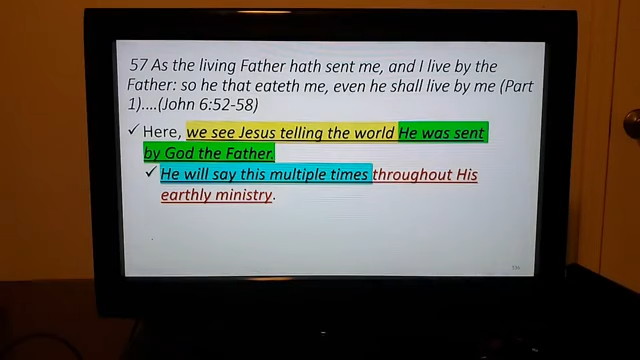 57 As the living Father hath sent me, and I live by the
Father: so he that eateth me, even he shall live by me (Part
1)....(John 6:52-58)
✓ Here, we see Jesus telling the world He was sent
by God the Father.
✓ He will say this multiple times throughout His
earthly ministry.